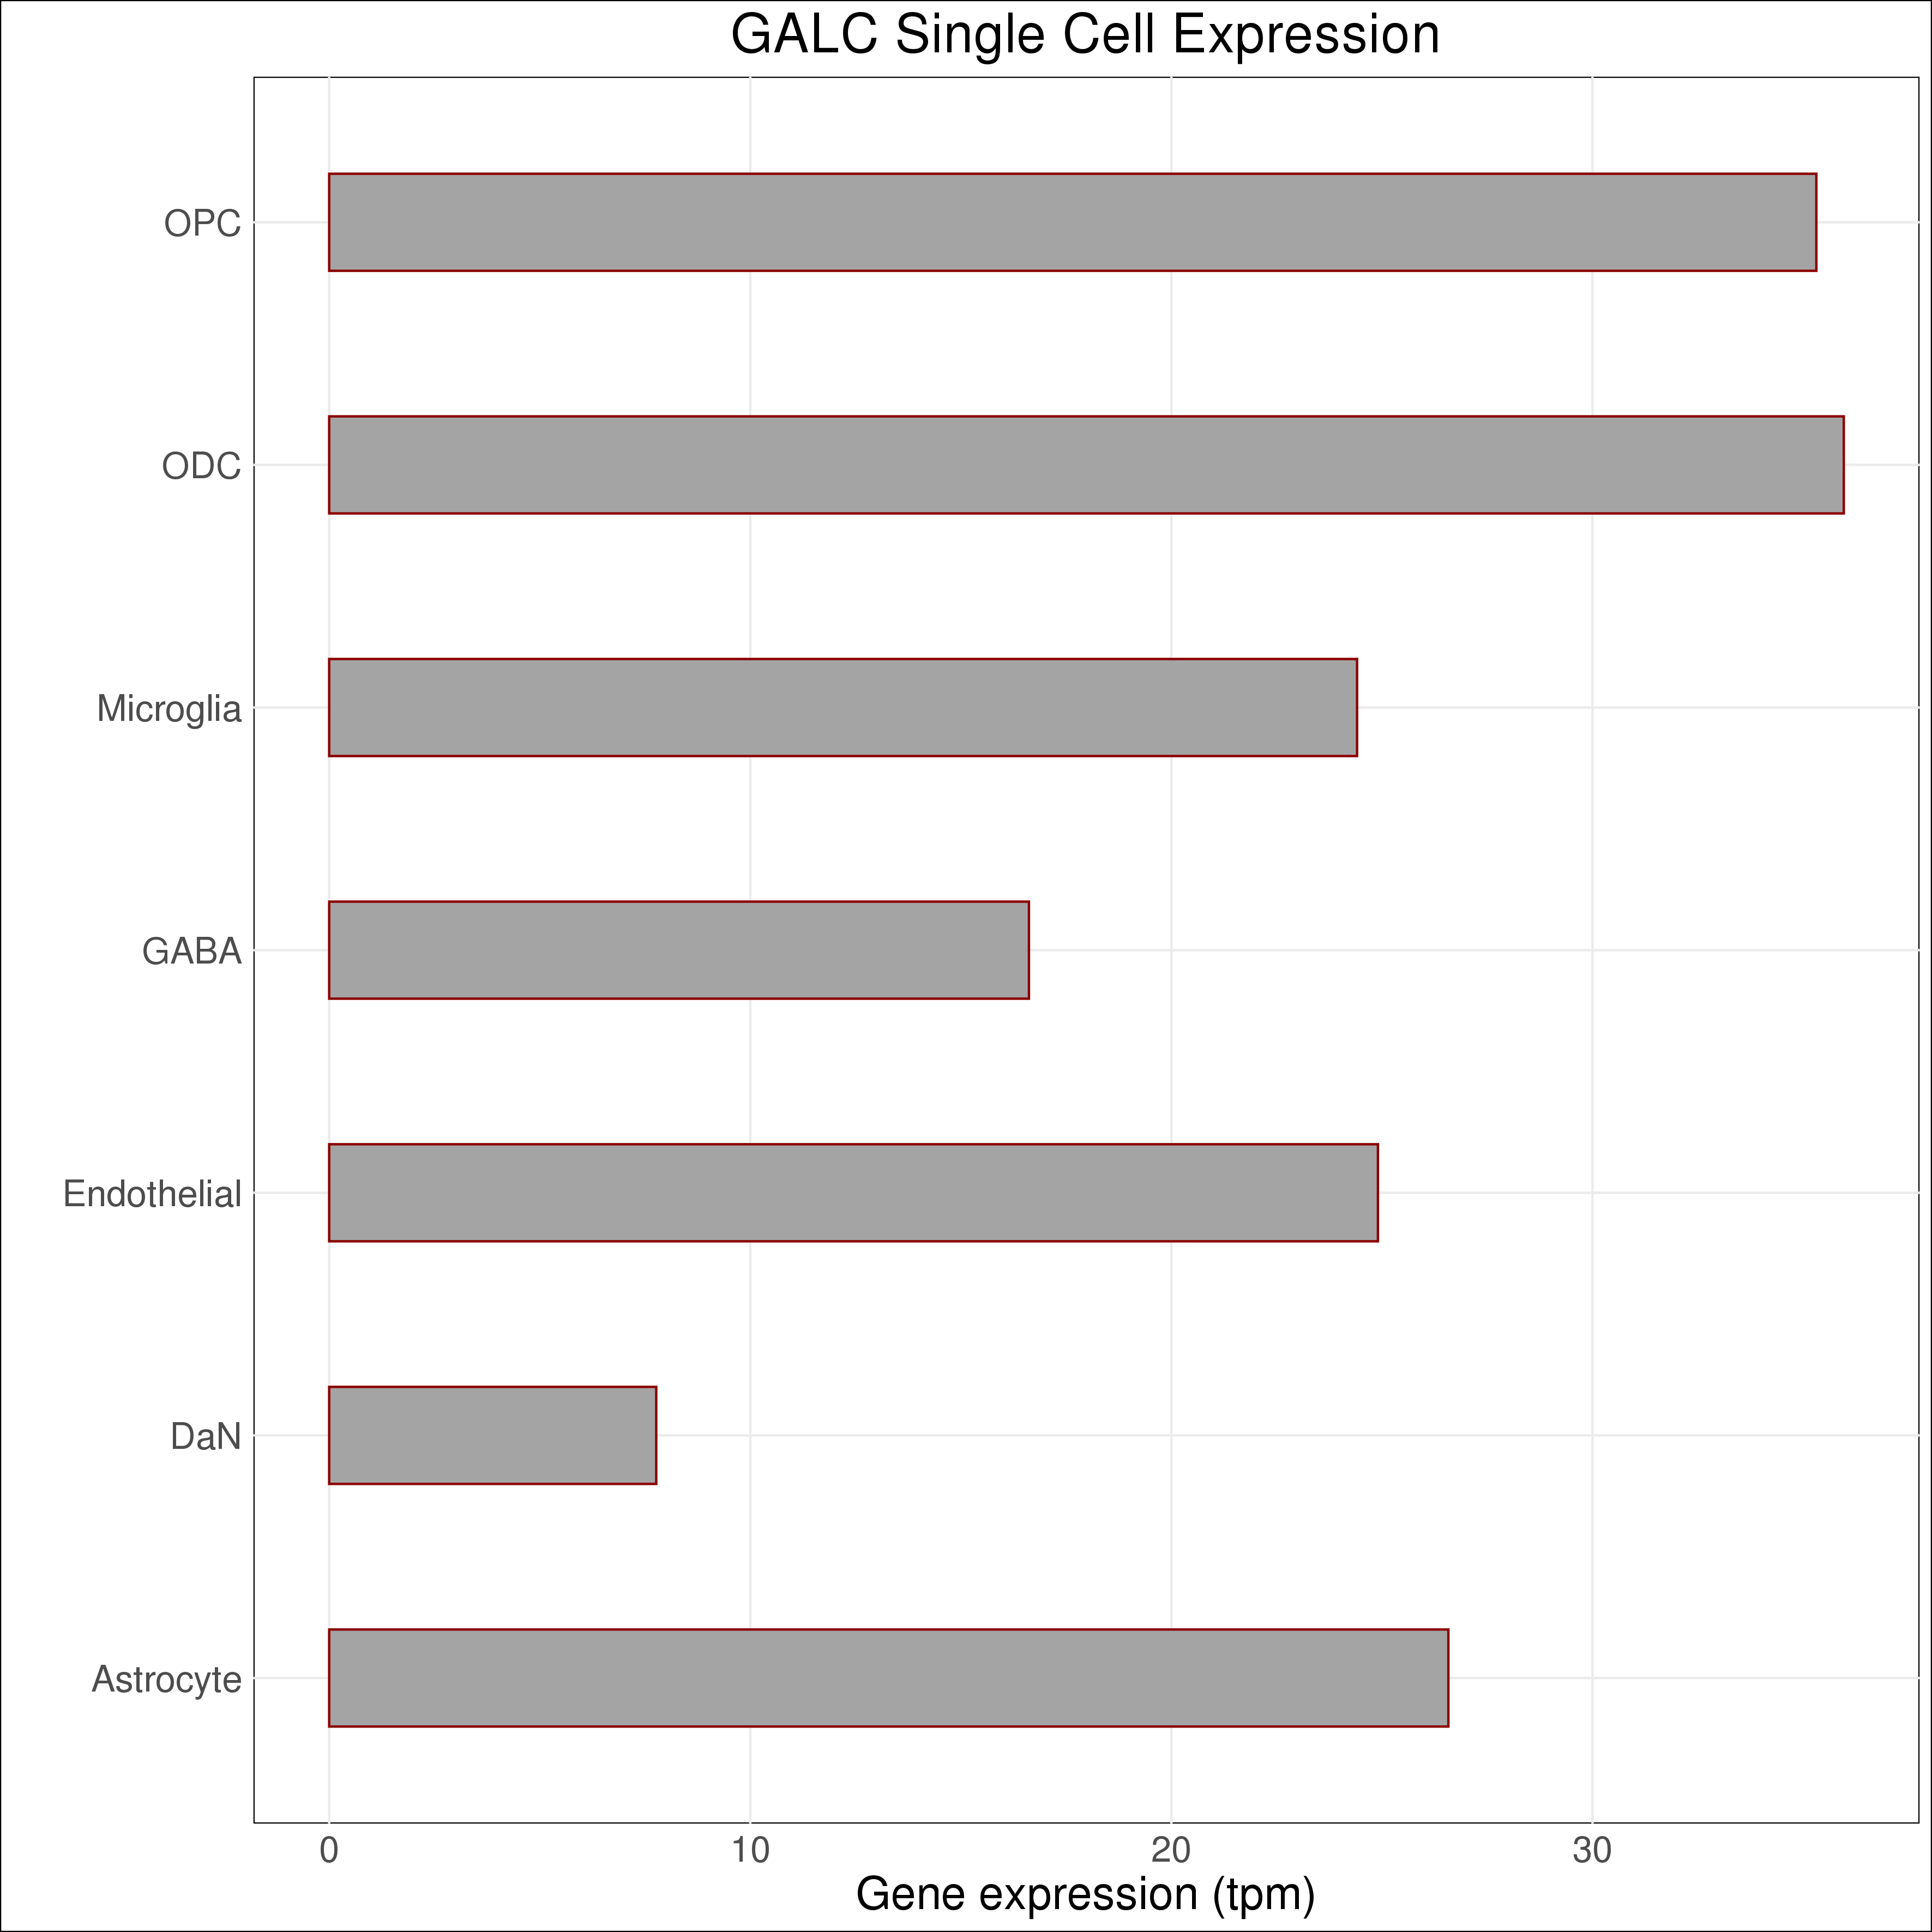 GALC Single Cell Expression
OPC
ODC
Microglia
GABA
Endothelial
DaN
Astrocyte
0 10 20 30
Gene expression (tpm)